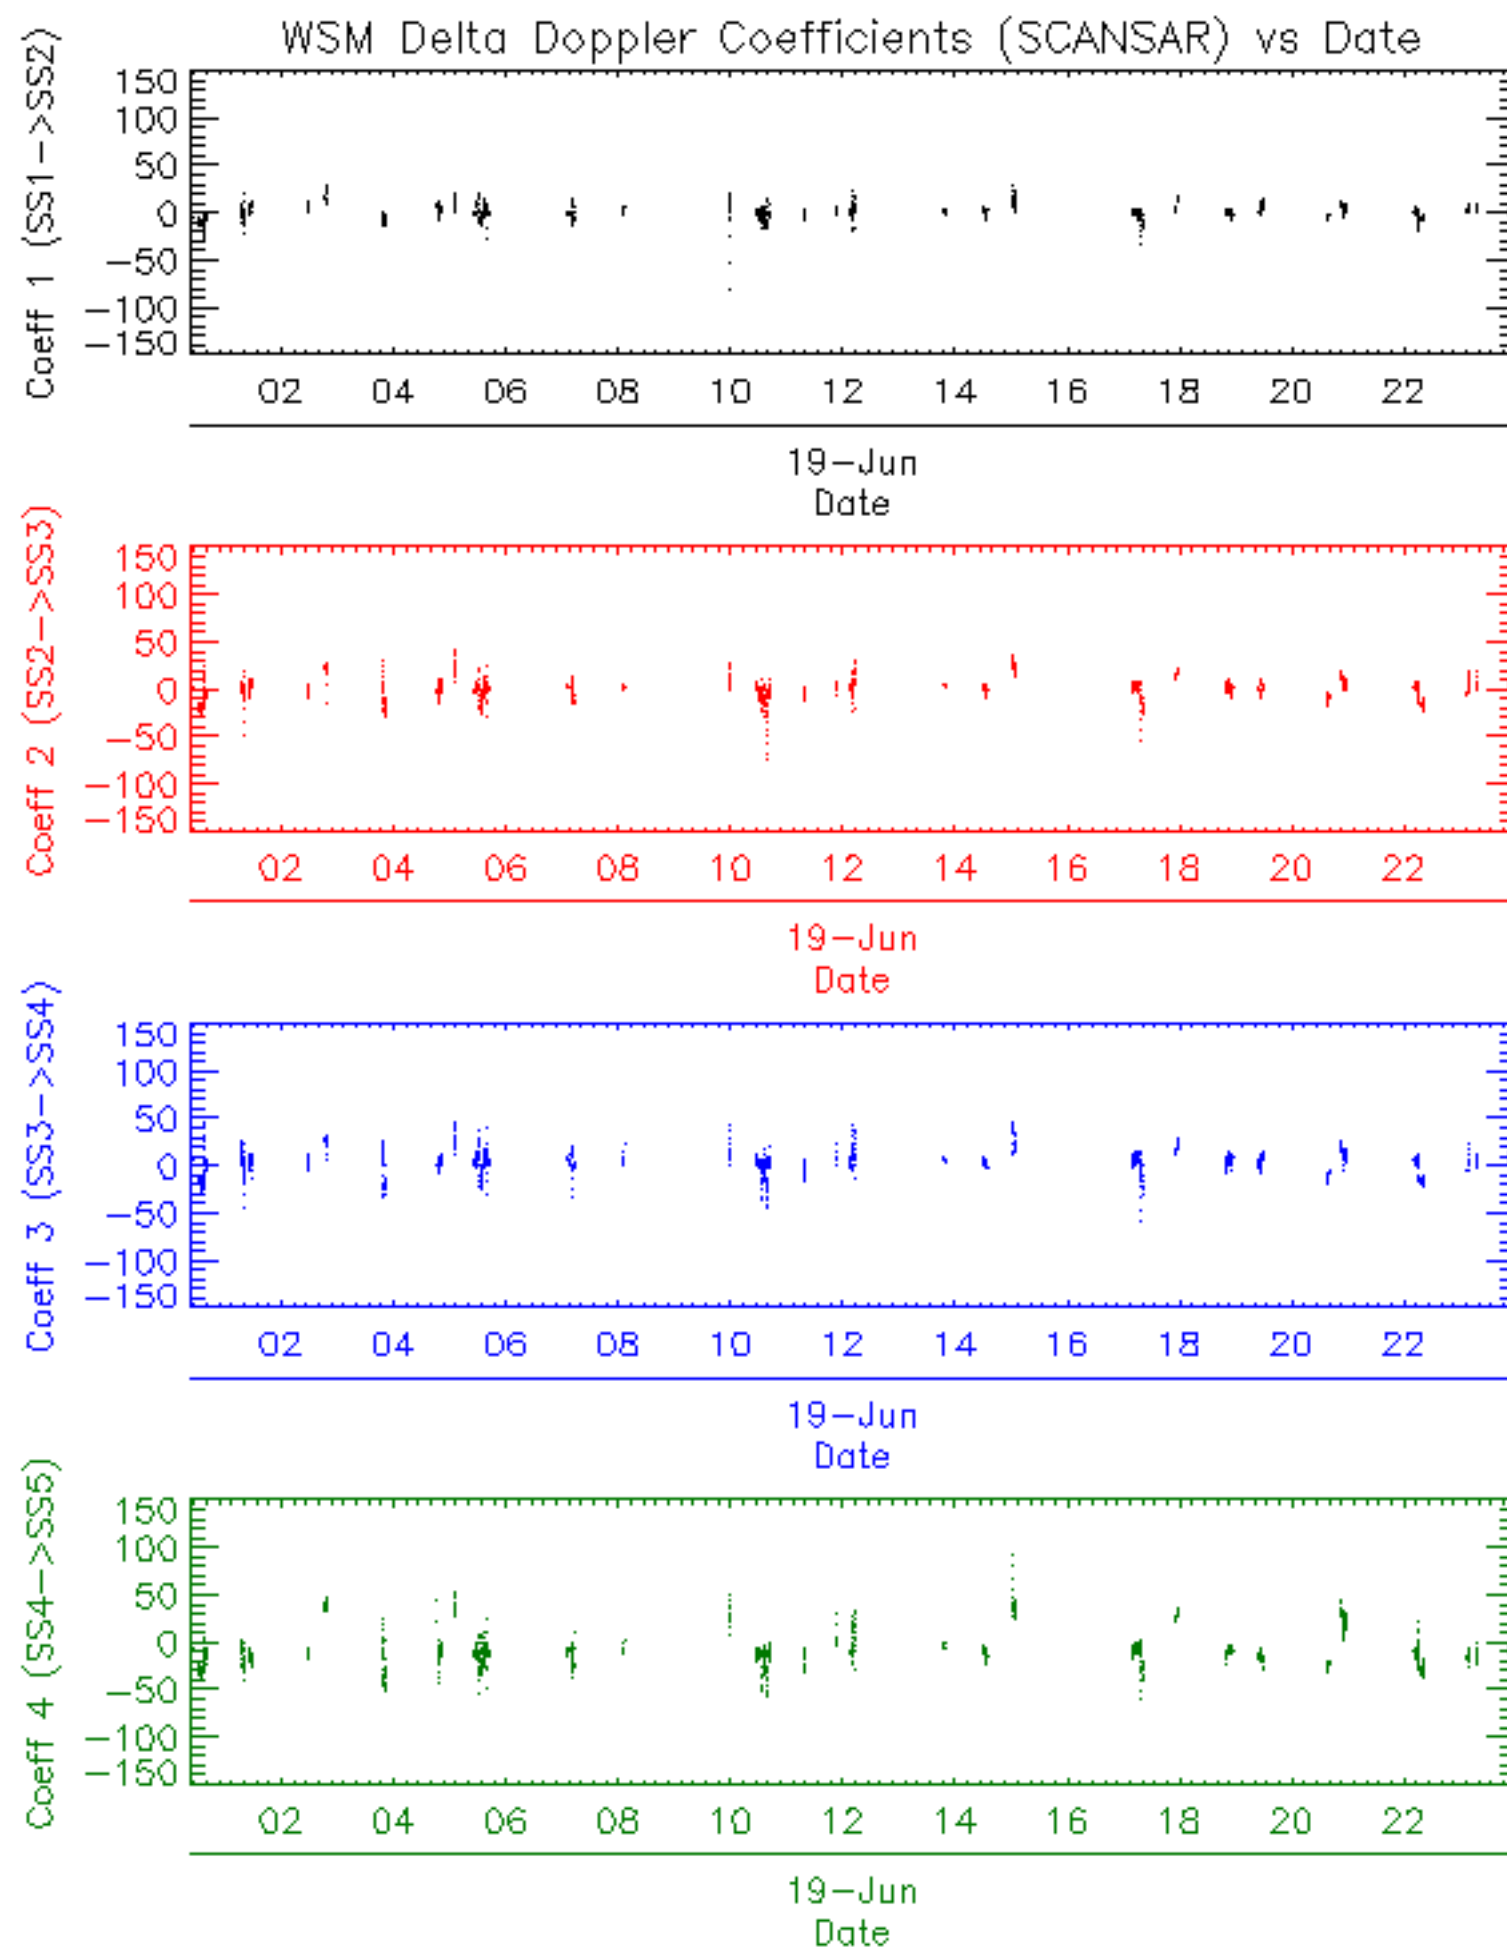 WSM Delta Doppler Coefficients (SCANSAR) vs Date
Coeff 1 (SS1->SS2)
150
100
50
0
-50
-100
-150
02 04 06 08 10 12 14 16 18 20 22
19-Jun
Date
Coeff 2 (SS2->SS3)
150
100
50
0
-50
-100
-150
02 04 06 08 10 12 14 16 18 20 22
19-Jun
Date
Coeff 3 (SS3->SS4)
150
100
50
0
-50
-100
-150
02 04 06 08 10 12 14 16 18 20 22
19-Jun
Date
Coeff 4 (SS4->SS5)
150
100
50
0
-50
-100
-150
02 04 06 08 10 12 14 16 18 20 22
19-Jun
Date